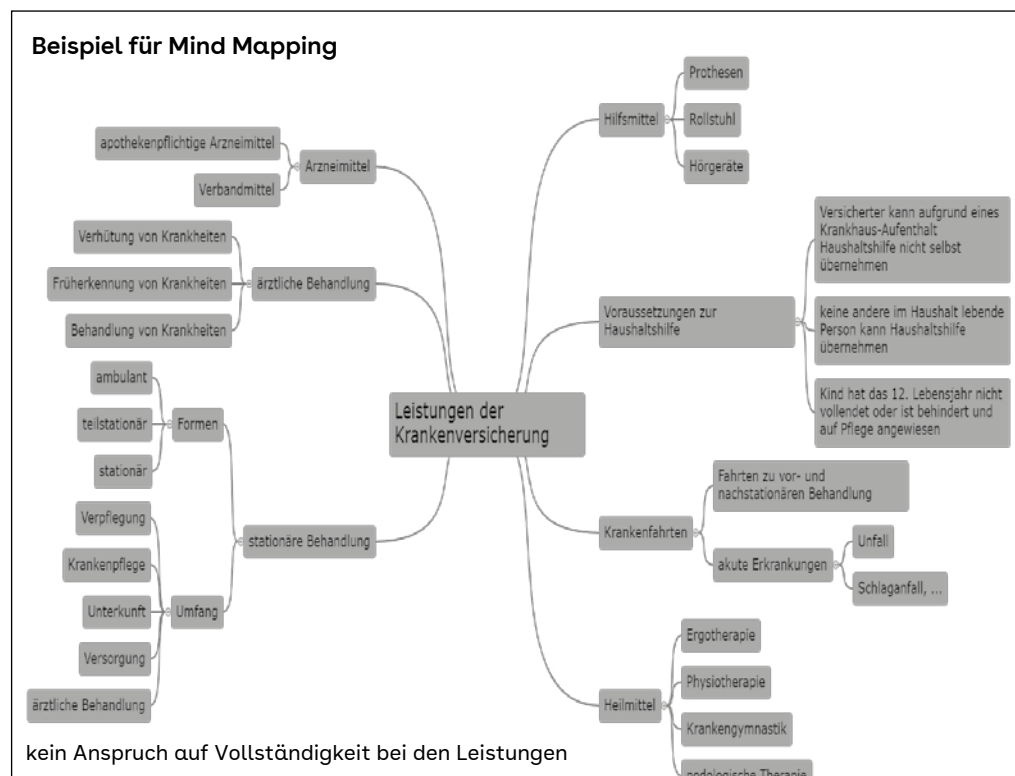 Beispiel für Mind Mapping
Leistungen der
Krankenversicherung
Arzneimittel
apothekenpflichtige Arzneimittel
Verbandmittel
ärztliche Behandlung
Verhütung von Krankheiten
Früherkennung von Krankheiten
Behandlung von Krankheiten
stationäre Behandlung
Formen
ambulant
teilstationär
stationär
Umfang
Verpflegung
Krankenpflege
Unterkunft
Versorgung
ärztliche Behandlung
Hilfsmittel
Prothesen
Rollstuhl
Hörgeräte
Voraussetzungen zur
Haushaltshilfe
Versicherter kann aufgrund eines
Krankhaus-Aufenthalt
Haushaltshilfe nicht selbst
übernehmen
keine andere im Haushalt lebende
Person kann Haushaltshilfe
übernehmen
Kind hat das 12. Lebensjahr nicht
vollendet oder ist behindert und
auf Pflege angewiesen
Krankenfahrten
Fahrten zu vor- und
nachstationären Behandlung
akute Erkrankungen
Unfall
Schlaganfall, ...
Heilmittel
Ergotherapie
Physiotherapie
Krankengymnastik
podologische Therapie
kein Anspruch auf Vollständigkeit bei den Leistungen